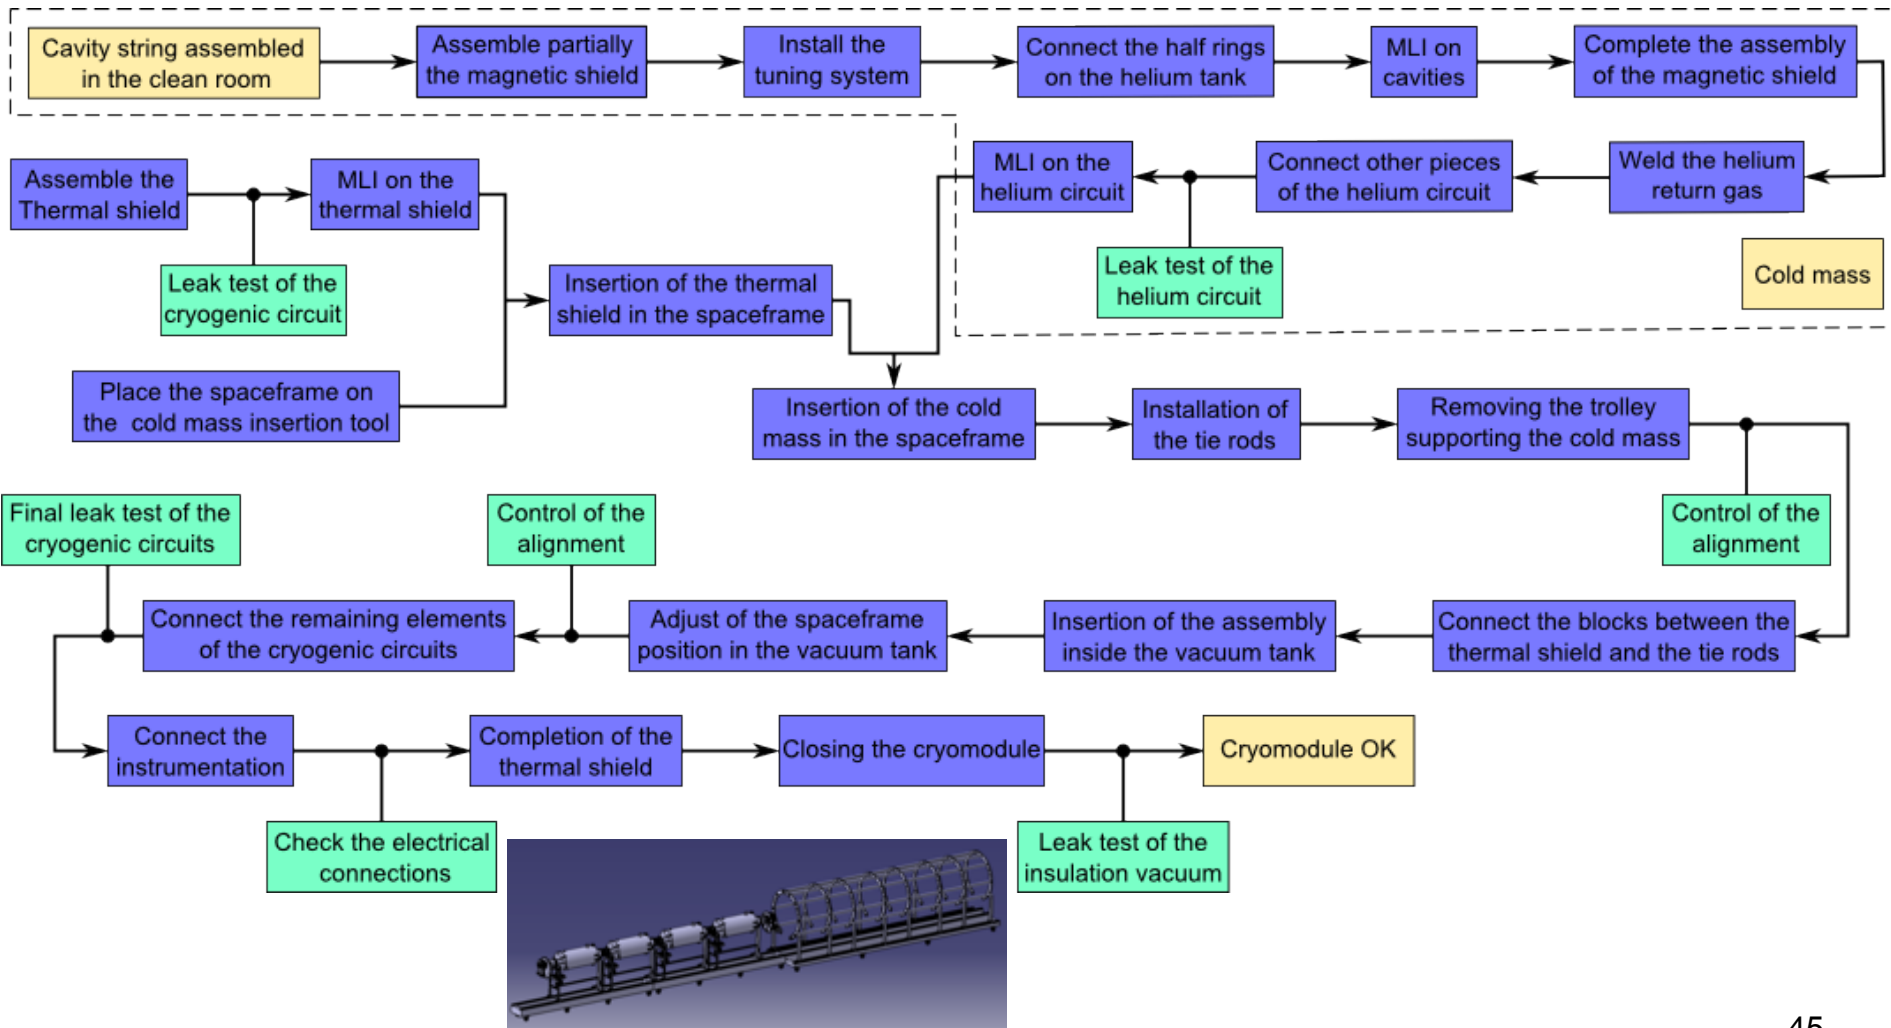 Cavity string assembled
in the clean room
Assemble partially
the magnetic shield
Install the
tuning system
Connect the half rings
on the helium tank
MLI on
cavities
Complete the assembly
of the magnetic shield
Weld the helium
return gas
Connect other pieces
of the helium circuit
MLI on the
helium circuit
Leak test of the
helium circuit
Cold mass
Assemble the
Thermal shield
MLI on the
thermal shield
Leak test of the
cryogenic circuit
Insertion of the thermal
shield in the spaceframe
Place the spaceframe on
the cold mass insertion tool
Insertion of the cold
mass in the spaceframe
Installation of
the tie rods
Removing the trolley
supporting the cold mass
Control of the
alignment
Connect the blocks between the
thermal shield and the tie rods
Insertion of the assembly
inside the vacuum tank
Adjust of the spaceframe
position in the vacuum tank
Control of the
alignment
Connect the remaining elements
of the cryogenic circuits
Final leak test of the
cryogenic circuits
Connect the
instrumentation
Check the electrical
connections
Completion of the
thermal shield
Closing the cryomodule
Leak test of the
insulation vacuum
Cryomodule OK
45